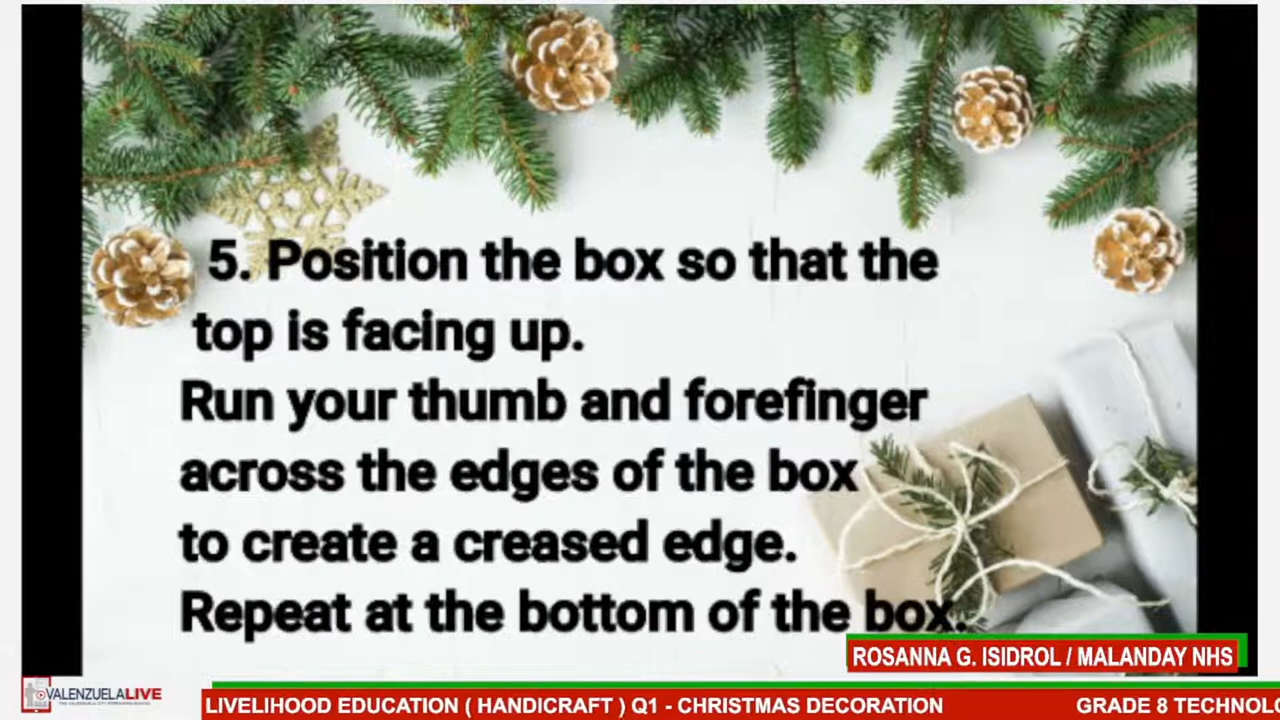 5. Position the box so that the
top is facing up.
Run your thumb and forefinger
across the edges of the box
to create a creased edge.
Repeat at the bottom of the box.
ROSANNA G. ISIDROL / MALANDAY NHS
VALENZUELALIVE
LIVELIHOOD EDUCATION ( HANDICRAFT ) Q1 - CHRISTMAS DECORATION GRADE 8